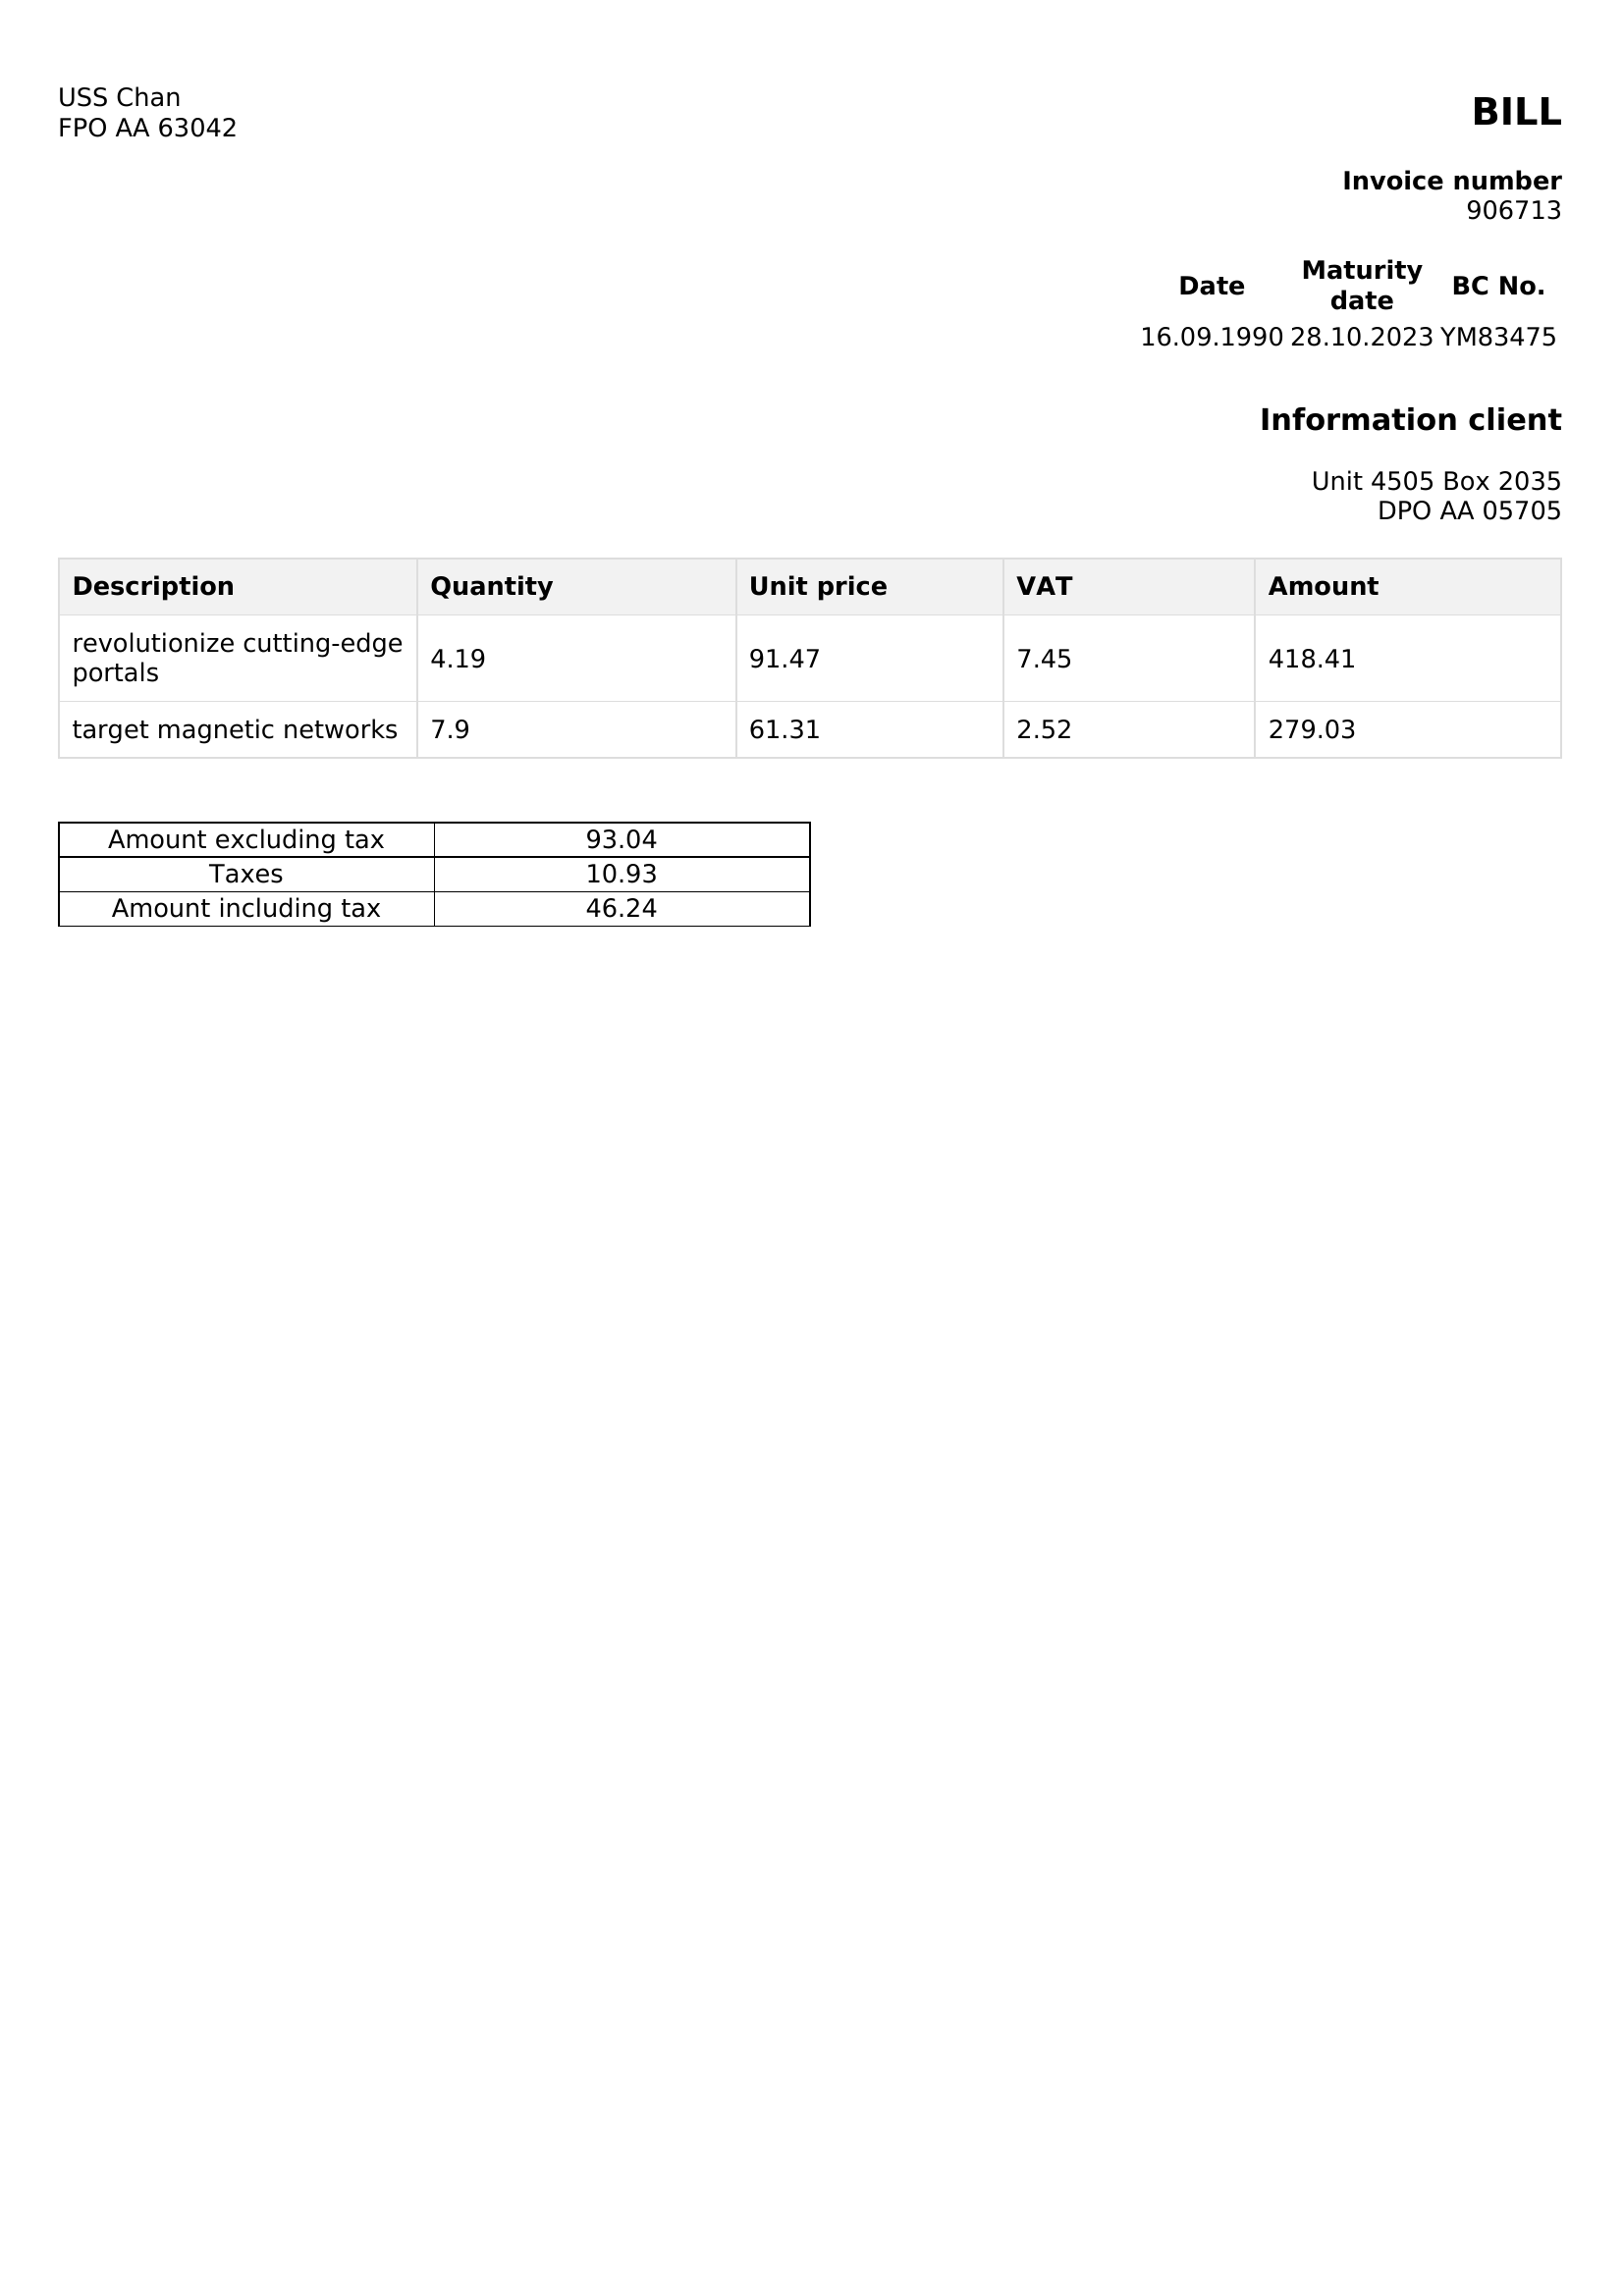 USS Chan
FPO AA 63042
BILL
Invoice number
906713
Date Maturity date BC No.
16.09.1990 28.10.2023 YM83475
Information client
Unit 4505 Box 2035
DPO AA 05705
Description Quantity Unit price VAT Amount
revolutionize cutting-edge
portals 4.19 91.47 7.45 418.41
target magnetic networks 7.9 61.31 2.52 279.03
Amount excluding tax 93.04
Taxes 10.93
Amount including tax 46.24